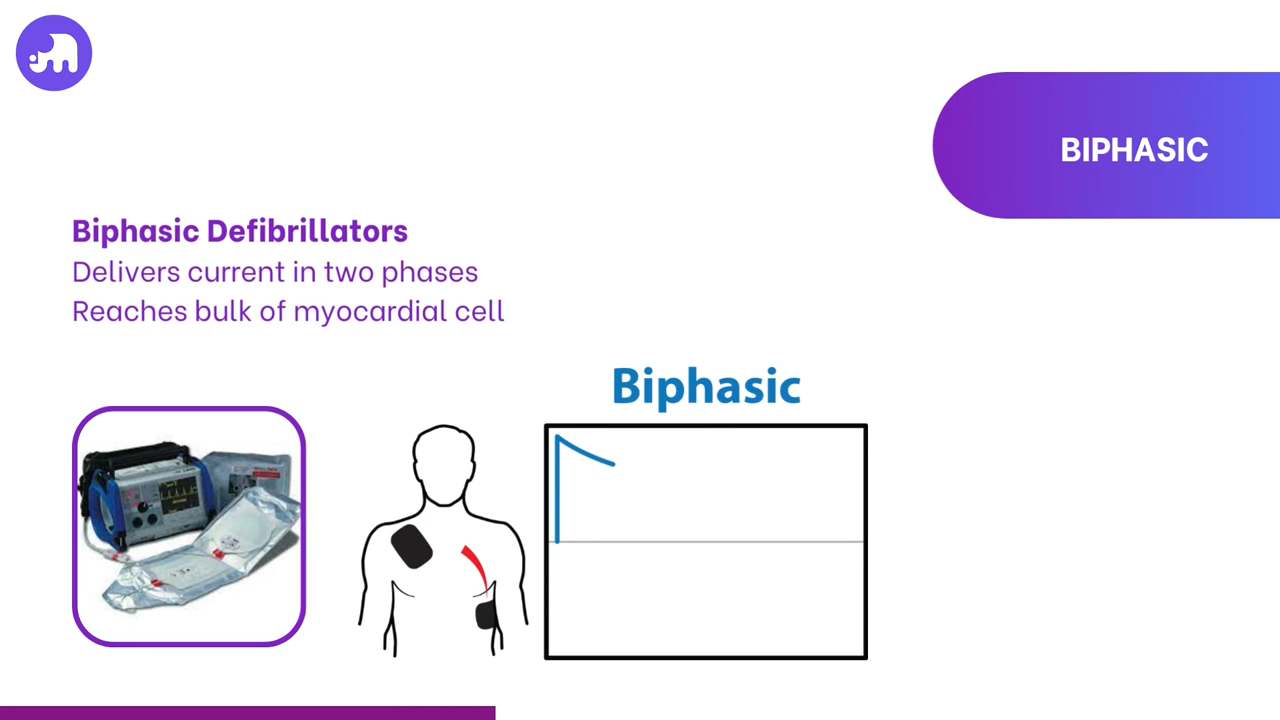 BIPHASIC
Biphasic Defibrillators
Delivers current in two phases
Reaches bulk of myocardial cell
Biphasic